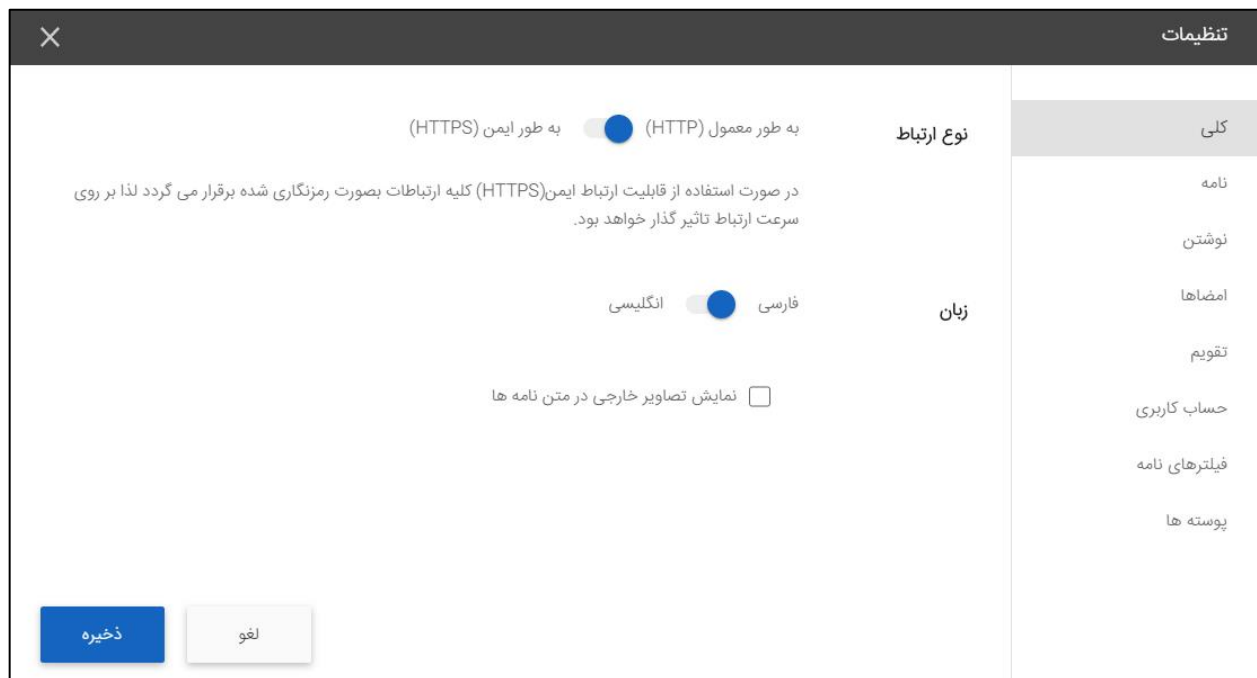 تنظیمات
کلی
نامه
نوشتن
امضاها
تقویم
حساب کاربری
فیلترهای نامه
پوسته ها
نوع ارتباط
به طور معمول (HTTP) به طور ایمن (HTTPS)
در صورت استفاده از قابلیت ارتباط ایمن(HTTPS) کلیه ارتباطات بصورت رمزنگاری شده برقرار می گردد لذا بر روی
سرعت ارتباط تاثیر گذار خواهد بود.
زبان
فارسی انگلیسی
نمایش تصاویر خارجی در متن نامه ها
لغو
ذخیره